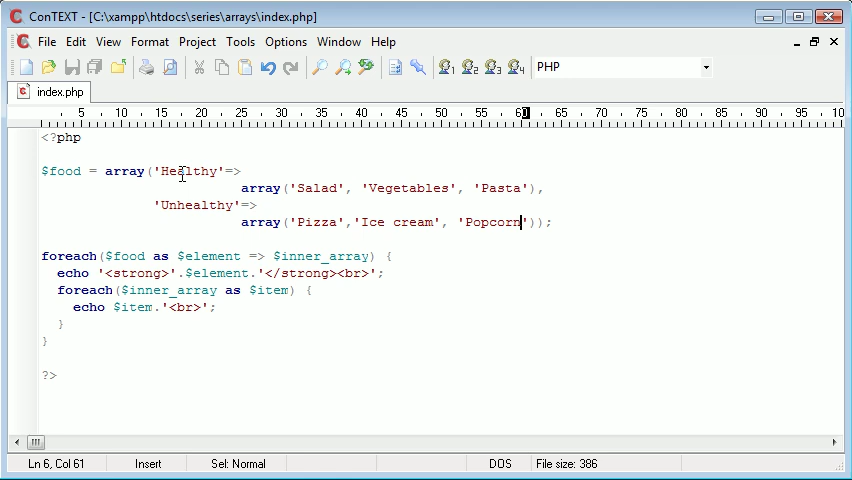 ConTEXT - [C:\xampp\htdocs\series\arrays\index.php]
File Edit View Format Project Tools Options Window Help
1 2 3 4 PHP
index.php
5 10 15 20 25 30 35 40 45 50 55 60 65 70 75 80 85 90 95 10
<?php
$food = array('Healthy'=>
array('Salad', 'Vegetables', 'Pasta'),
'Unhealthy'=>
array('Pizza','Ice cream', 'Popcorn'));
foreach($food as $element => $inner_array) {
echo '<strong>'.$element.'</strong><br>';
foreach($inner_array as $item) {
echo $item.'<br>';
}
}
?>
Ln 6, Col 61 Insert Sel: Normal DOS File size: 386